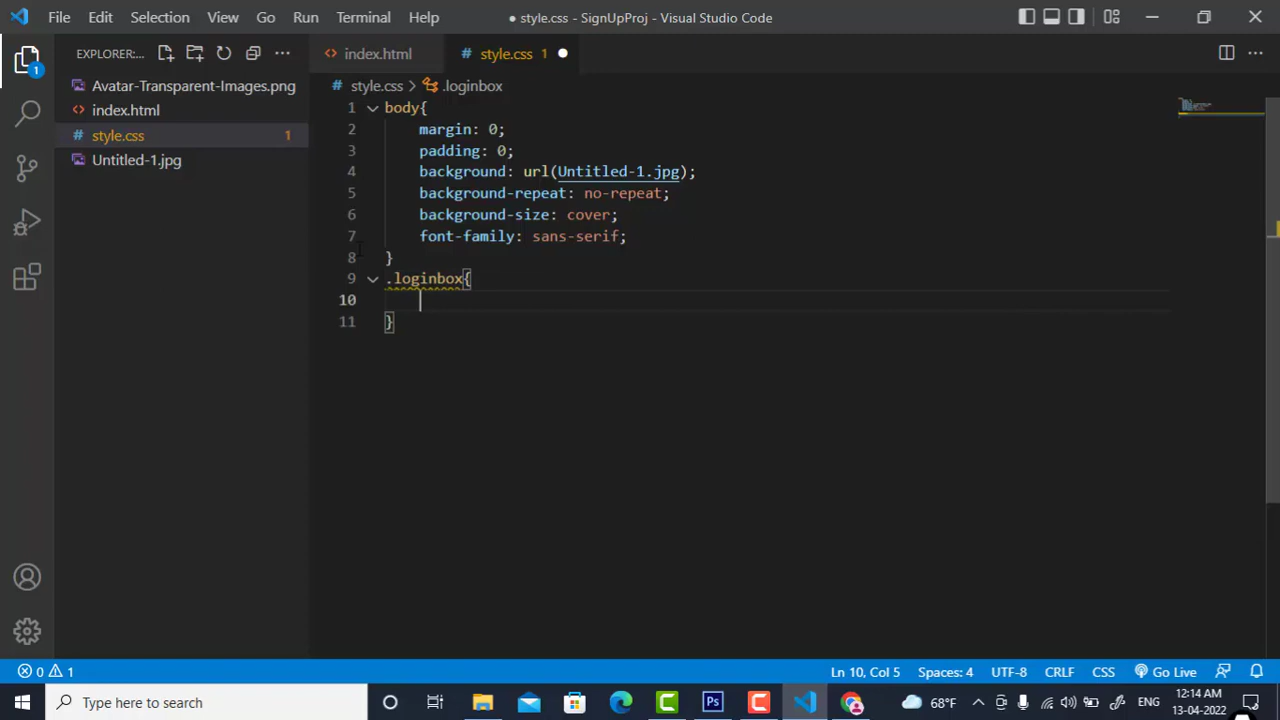 File Edit Selection View Go Run Terminal Help ● style.css - SignUpProj - Visual Studio Code
EXPLORER:... index.html # style.css 1
1
Avatar-Transparent-Images.png
index.html
# style.css 1
Untitled-1.jpg
# style.css > .loginbox
1 body{
2 margin: 0;
3 padding: 0;
4 background: url(Untitled-1.jpg);
5 background-repeat: no-repeat;
6 background-size: cover;
7 font-family: sans-serif;
8 }
9 .loginbox{
10
11 }
0 1 Ln 10, Col 5 Spaces: 4 UTF-8 CRLF CSS Go Live
Type here to search Ps 68°F ENG 12:14 AM
13-04-2022